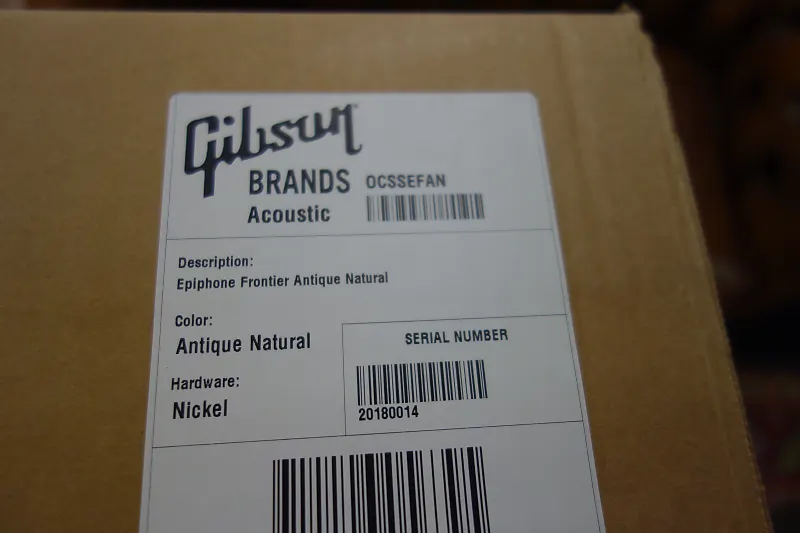 Gibson
BRANDS
Acoustic
OCSSEFAN
Description:
Epiphone Frontier Antique Natural
Color:
Antique Natural
Hardware:
Nickel
SERIAL NUMBER
20180014